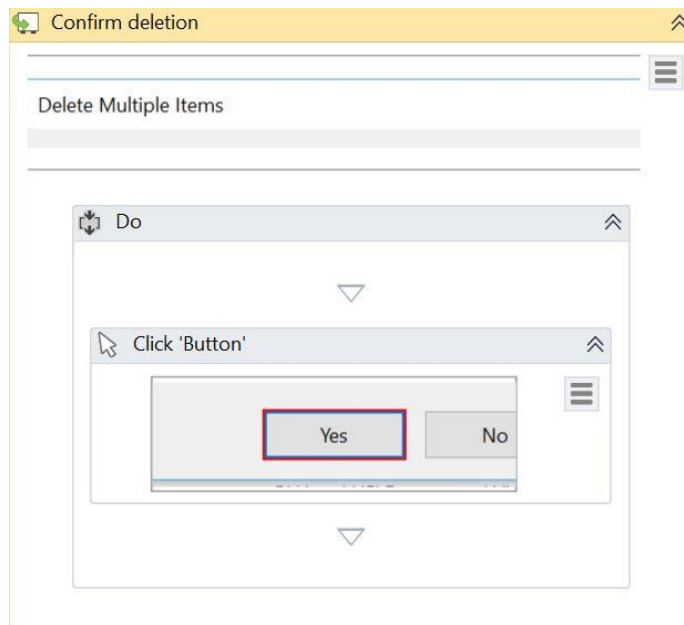 Confirm deletion
Delete Multiple Items
Do
Click 'Button'
Yes
No